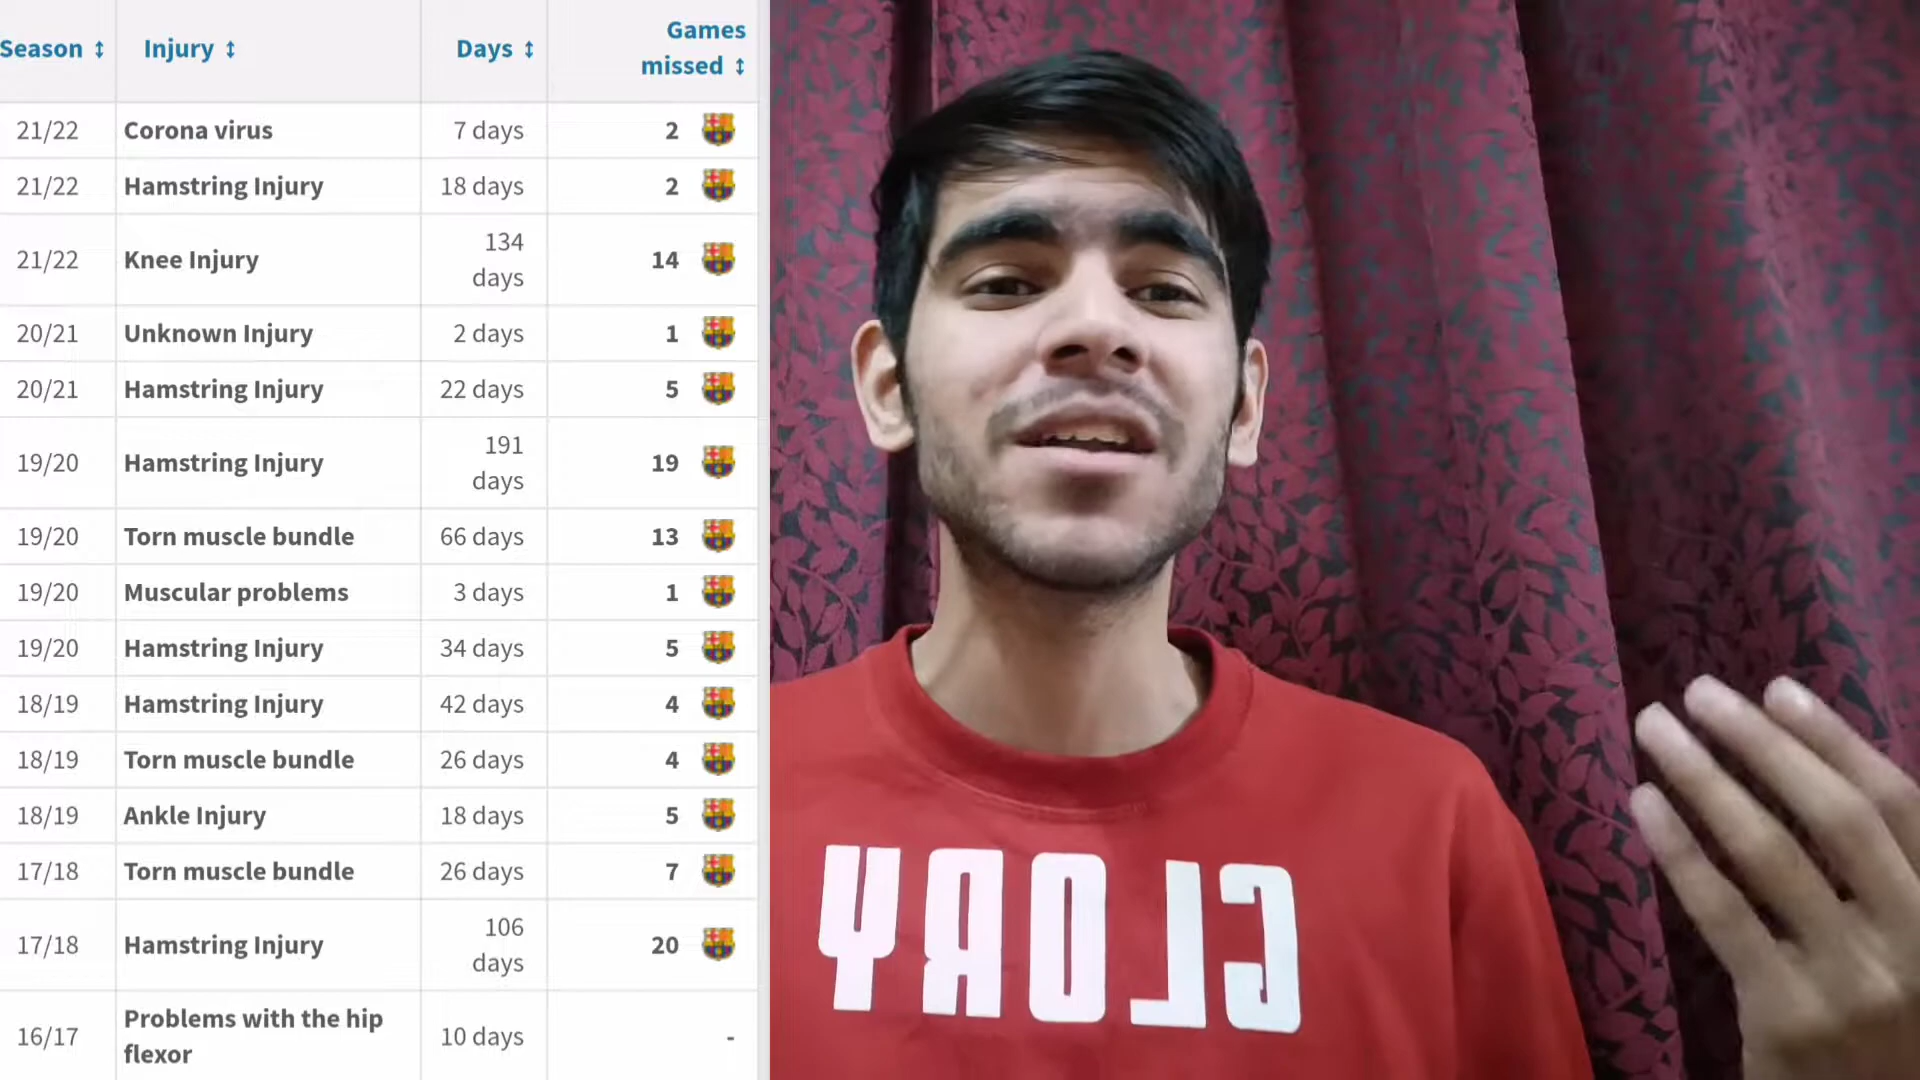 Season Injury Days Games missed
21/22 Corona virus 7 days 2
21/22 Hamstring Injury 18 days 2
21/22 Knee Injury 134 days 14
20/21 Unknown Injury 2 days 1
20/21 Hamstring Injury 22 days 5
19/20 Hamstring Injury 191 days 19
19/20 Torn muscle bundle 66 days 13
19/20 Muscular problems 3 days 1
19/20 Hamstring Injury 34 days 5
18/19 Hamstring Injury 42 days 4
18/19 Torn muscle bundle 26 days 4
18/19 Ankle Injury 18 days 5
17/18 Torn muscle bundle 26 days 7
17/18 Hamstring Injury 106 days 20
16/17 Problems with the hip flexor 10 days -
CLORY